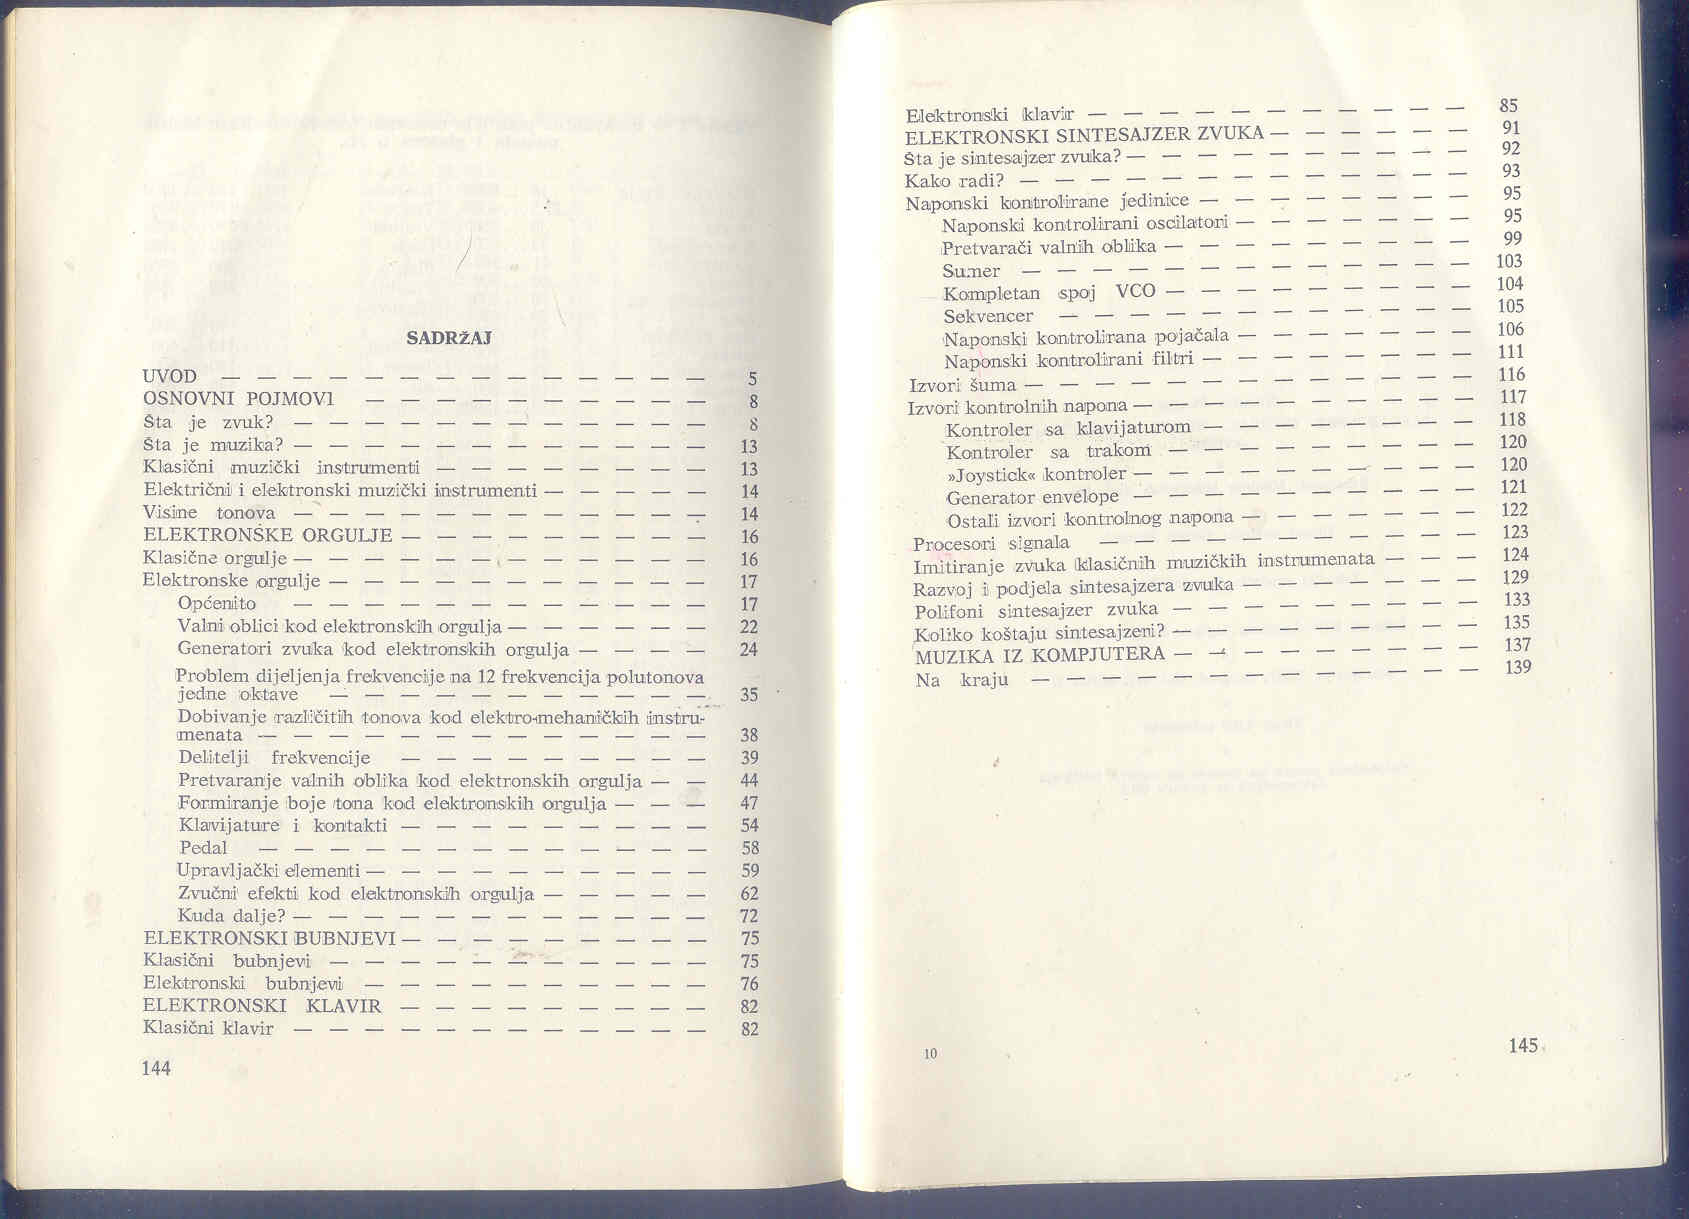 SADRŽAJ
UVOD — — — — — — — — — — — — — — 5
OSNOVNI POJMOVI — — — — — — — — — — 8
Šta je zvuk? — — — — — — — — — — — — 8
Šta je muzika? — — — — — — — — — — — — 13
Klasični muzički instrumenti — — — — — — — — 13
Električni i elektronski muzički instrumenti — — — — — 14
Visine tonova — — — — — — — — — — — — 14
ELEKTRONSKE ORGULJE — — — — — — — — — 16
Klasične orgulje — — — — — — — — — — — — 16
Elektronske orgulje — — — — — — — — — — — 17
Općenito — — — — — — — — — — — — 17
Valni oblici kod elektronskih orgulja — — — — — — 22
Generatori zvuka kod elektronskih orgulja — — — — 24
Problem dijeljenja frekvencije na 12 frekvencija polutonova
jedne oktave — — — — — — — — — — — 35
Dobivanje različitih tonova kod elektro-mehaničkih instru-
menata — — — — — — — — — — — — — 38
Delitelji frekvencije — — — — — — — — — 39
Pretvaranje valnih oblika kod elektronskih orgulja — — 44
Formiranje boje tona kod elektronskih orgulja — — — 47
Klavijature i kontakti — — — — — — — — — 54
Pedal — — — — — — — — — — — — — 58
Upravljački elementi — — — — — — — — — — 59
Zvučni efekti kod elektronskih orgulja — — — — — 62
Kuda dalje? — — — — — — — — — — — — 72
ELEKTRONSKI BUBNJEVI — — — — — — — — — 75
Klasični bubnjevi — — — — — — — — — — — 75
Elektronski bubnjevi — — — — — — — — — — 76
ELEKTRONSKI KLAVIR — — — — — — — — — 82
Klasični klavir — — — — — — — — — — — — 82
144
Elektronski klavir — — — — — — — — — — — 85
ELEKTRONSKI SINTESAJZER ZVUKA — — — — — — 91
Šta je sintesajzer zvuka? — — — — — — — — — — 92
Kako radi? — — — — — — — — — — — — — 93
Naponski kontrolirane jedinice — — — — — — — — 95
Naponski kontrolirani oscilatori — — — — — — — 95
Pretvarači valnih oblika — — — — — — — — — 99
Sumer — — — — — — — — — — — — — 103
Kompletan spoj VCO — — — — — — — — — 104
Sekvencer — — — — — — — — — — — — 105
Naponski kontrolirana pojačala — — — — — — — 106
Naponski kontrolirani filtri — — — — — — — — 111
Izvori šuma — — — — — — — — — — — — — 116
Izvori kontrolnih napona — — — — — — — — — — 117
Kontroler sa klavijaturom — — — — — — — — 118
Kontroler sa trakom — — — — — — — — — 120
»Joystick« kontroler — — — — — — — — — — 120
Generator envelope — — — — — — — — — — 121
Ostali izvori kontrolnog napona — — — — — — — 122
Procesori signala — — — — — — — — — — — 123
Imitiranje zvuka klasičnih muzičkih instrumenata — — — 124
Razvoj i podjela sintesajzera zvuka — — — — — — — 129
Polifoni sintesajzer zvuka — — — — — — — — — 133
Koliko koštaju sintesajzeri? — — — — — — — — — 135
MUZIKA IZ KOMPJUTERA — — — — — — — — — 137
Na kraju — — — — — — — — — — — — — 139
10
145